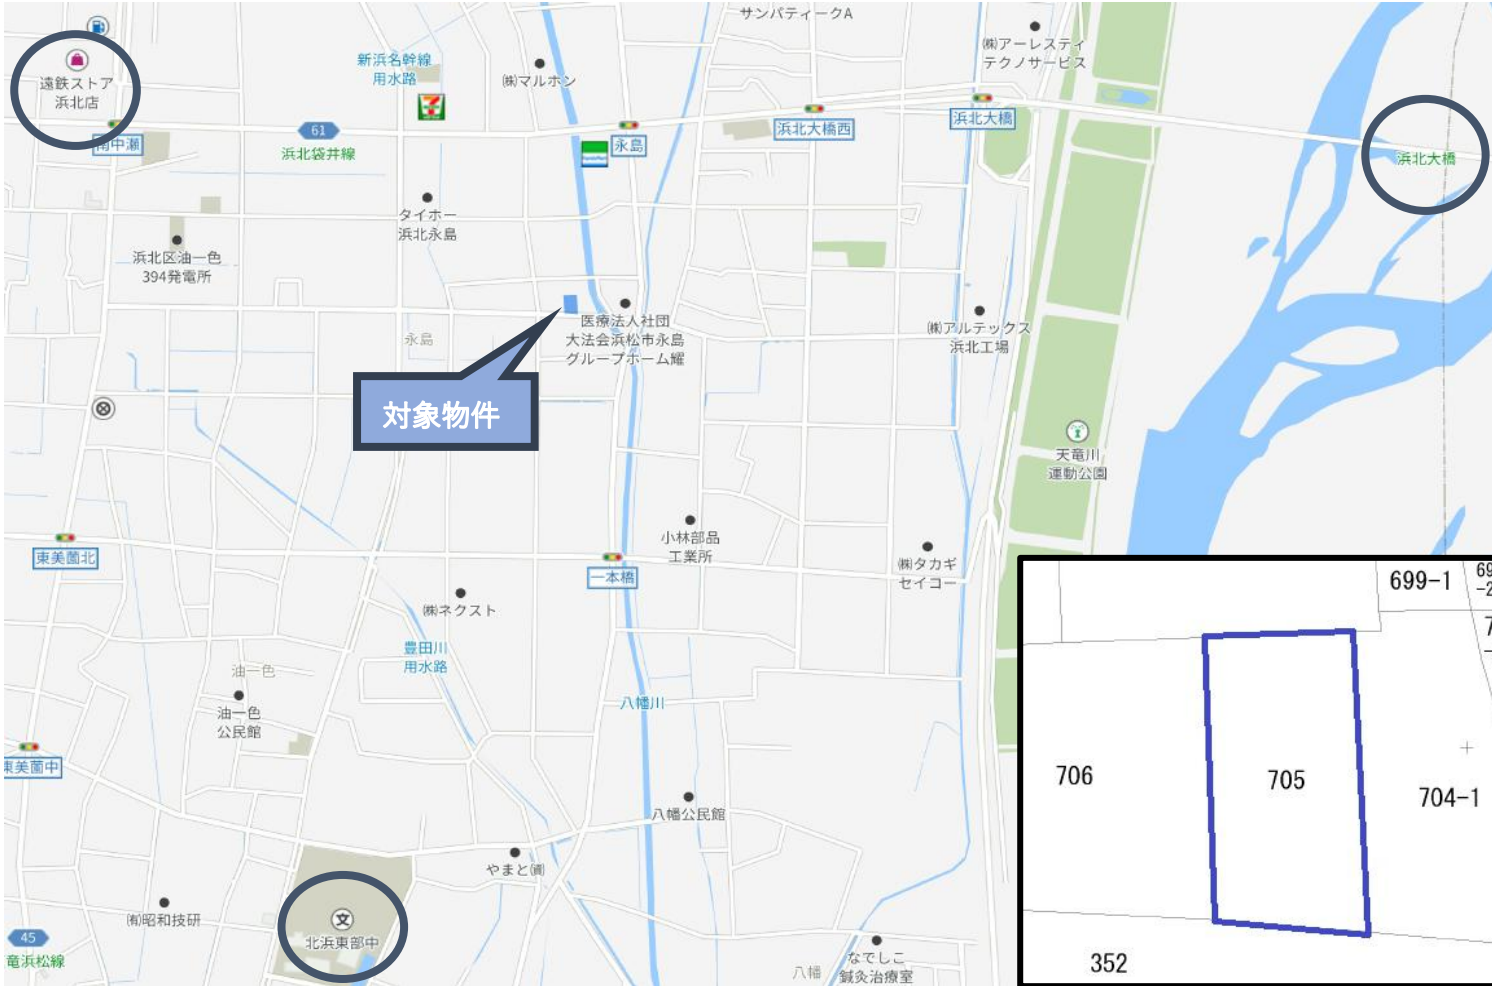 サンパティークA
㈱アーレスティ
テクノサービス
新浜名幹線
用水路
㈱マルホン
遠鉄ストア
浜北店
南中瀬
61
浜北袋井線
永島
浜北大橋西
浜北大橋
浜北大橋
タイホー
浜北永島
浜北区油一色
394発電所
永島
医療法人社団
大法会浜松市永島
グループホーム耀
㈱アルテックス
浜北工場
対象物件
天竜川
運動公園
小林部品
工業所
東美薗北
一本橋
㈱タカギ
セイコー
㈱ネクスト
豊田川
用水路
油一色
油一色
公民館
八幡川
東美薗中
八幡公民館
やまと㈾
㈲昭和技研
文
北浜東部中
45
竜浜松線
八幡
なでしこ
鍼灸治療室
699-1
706
705
704-1
352